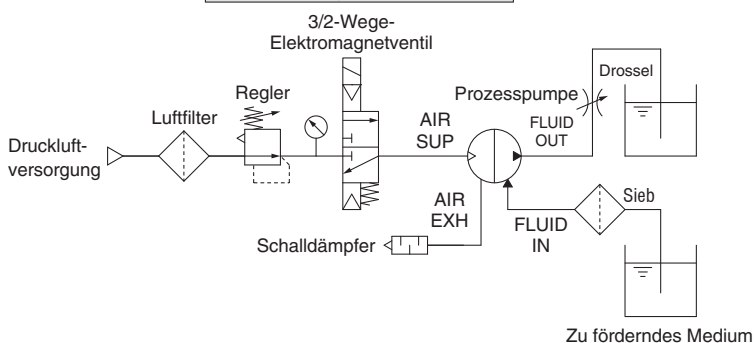 3/2-Wege-
Elektromagnetventil
Regler
Luftfilter
Druckluft-
versorgung
AIR
SUP
Prozesspumpe
Drossel
FLUID
OUT
AIR
EXH
Schalldämpfer
FLUID
IN
Sieb
Zu förderndes Medium